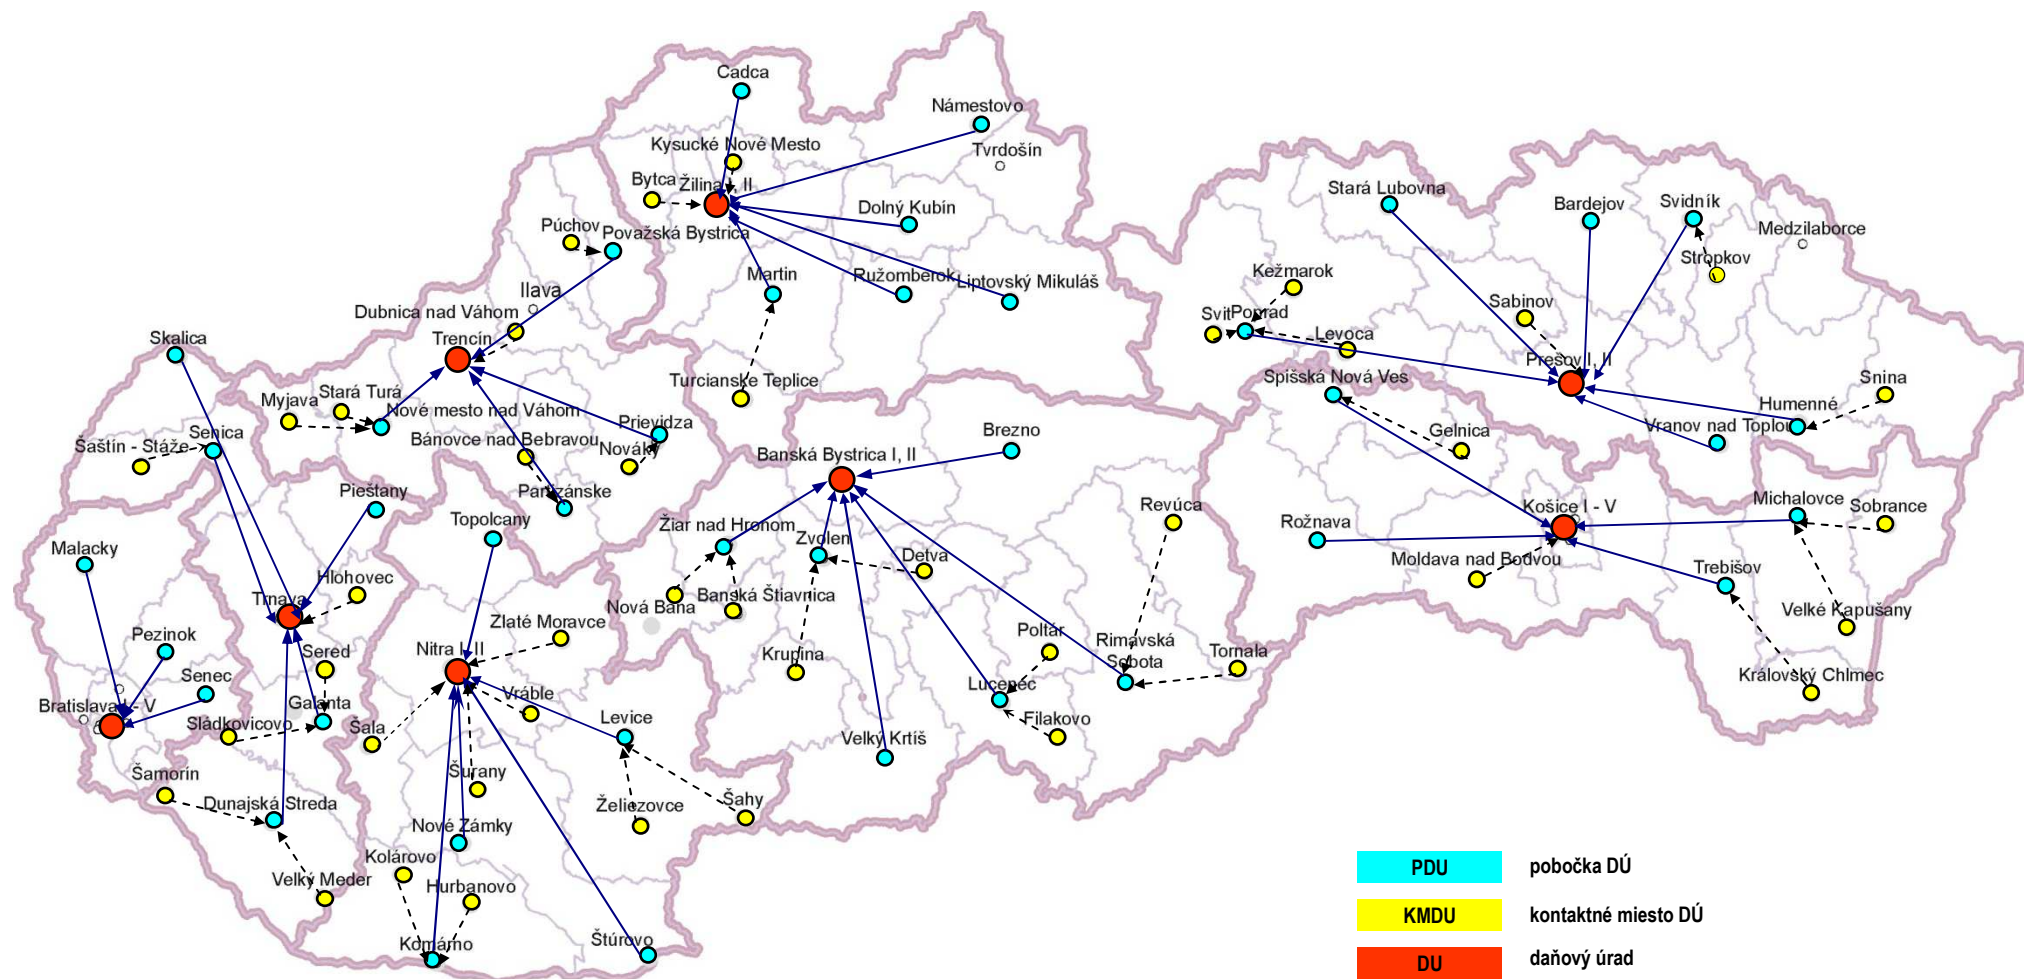 Cadca
Námestovo
Kysucké Nové Mesto
Tvrdošín
Bytca
Žilina I, II
Stará Lubovna
Bardejov
Svidník
Dolný Kubín
Medzilaborce
Púchov
Považská Bystrica
Stropkov
Martin
Ružomberok
Liptovský Mikuláš
Kežmarok
Ilava
Sabinov
Dubnica nad Váhom
Svit
Poprad
Levoca
Skalica
Trencín
Prešov I, II
Turcianske Teplice
Spišská Nová Ves
Snina
Stará Turá
Myjava
Nové mesto nad Váhom
Humenné
Prievidza
Vranov nad Toplou
Senica
Brezno
Gelnica
Šaštín - Stáže
Bánovce nad Bebravou
Nováky
Banská Bystrica I, II
Pieštany
Partizánske
Revúca
Michalovce
Sobrance
Topolcany
Žiar nad Hronom
Zvolen
Košice I - V
Rožnava
Malacky
Detva
Moldava nad Bodvou
Trebišov
Hlohovec
Trnava
Nová Bana
Banská Štiavnica
Velké Kapušany
Zlaté Moravce
Poltár
Rimavská
Sobota
Pezinok
Nitra I, II
Krupina
Tornala
Sered
Senec
Galanta
Vráble
Lucenec
Královský Chlmec
Bratislava I - V
Sládkovicovo
Šala
Levice
Filakovo
Velký Krtíš
Šamorín
Šurany
Dunajská Streda
Želiezovce
Šahy
Nové Zámky
Kolárovo
Velký Meder
Hurbanovo
Komárno
Štúrovo
PDU pobočka DÚ
KMDU kontaktné miesto DÚ
DU daňový úrad